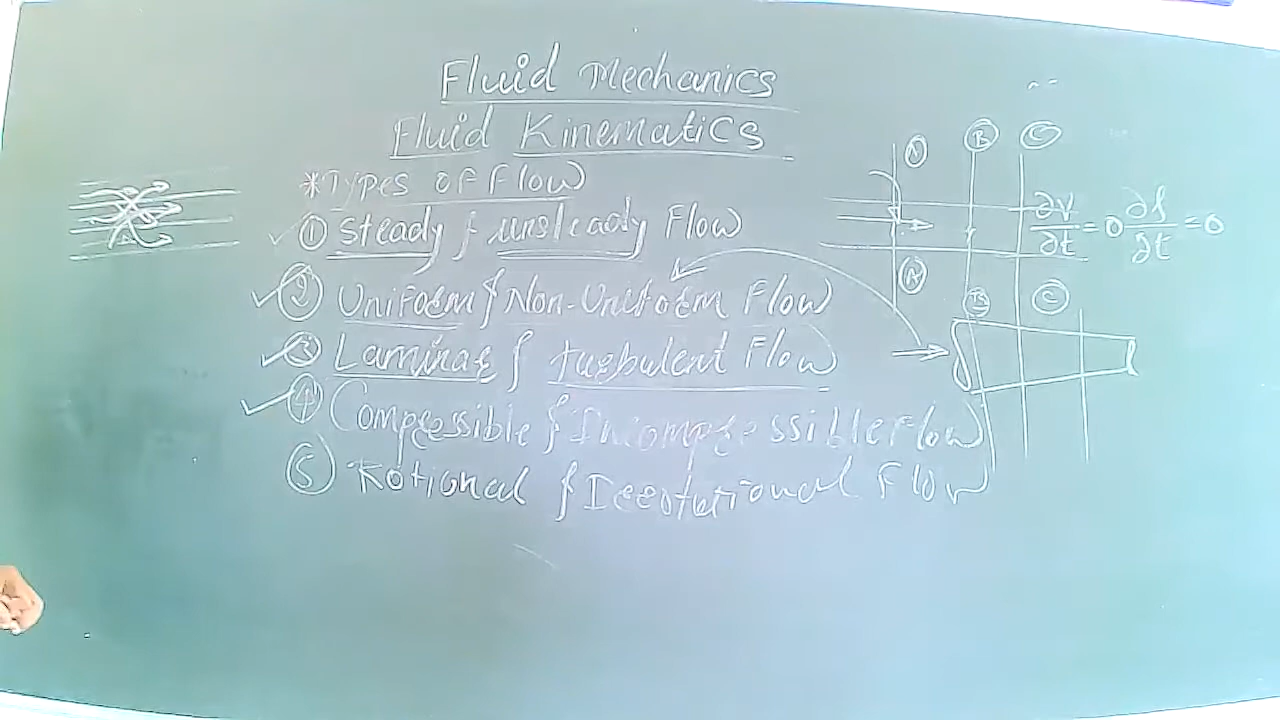 Fluid Mechanics
Fluid Kinematics
*Types of Flow
① Steady & unsteady Flow
② Uniform & Non-Uniform Flow
③ Laminar & turbulent Flow
④ Compressible & Incompressible Flow
⑤ Rotional & Irrotational Flow
A B C
∂v/∂t = 0 ∂ρ/∂t = 0
A B C